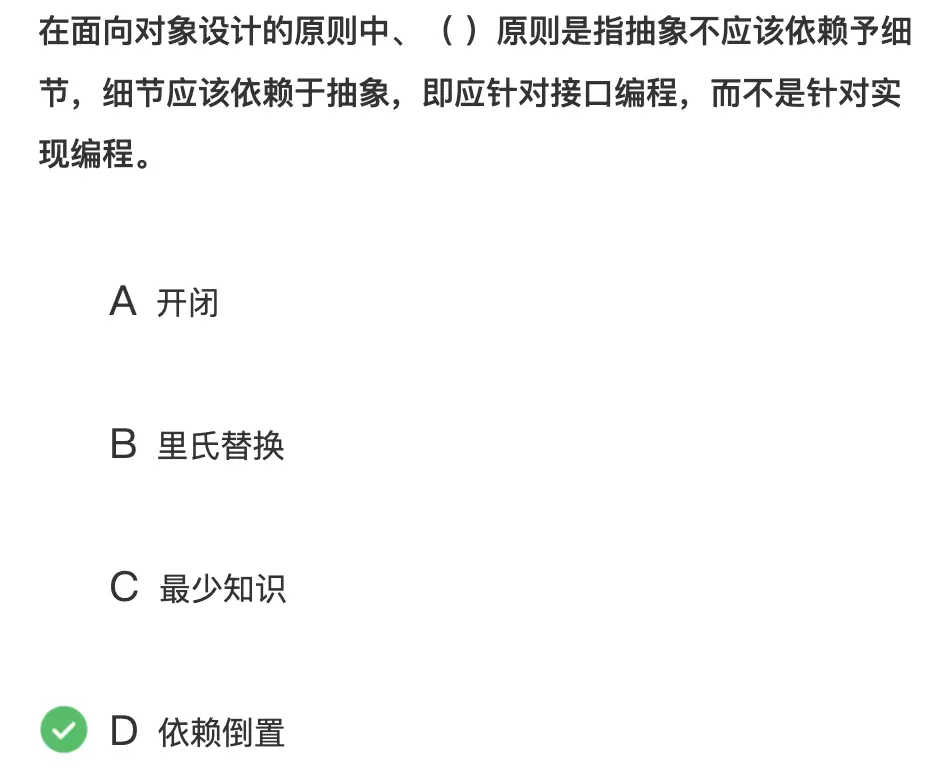 在面向对象设计的原则中、（ ）原则是指抽象不应该依赖予细
节，细节应该依赖于抽象，即应针对接口编程，而不是针对实
现编程。
A 开闭
B 里氏替换
C 最少知识
D 依赖倒置